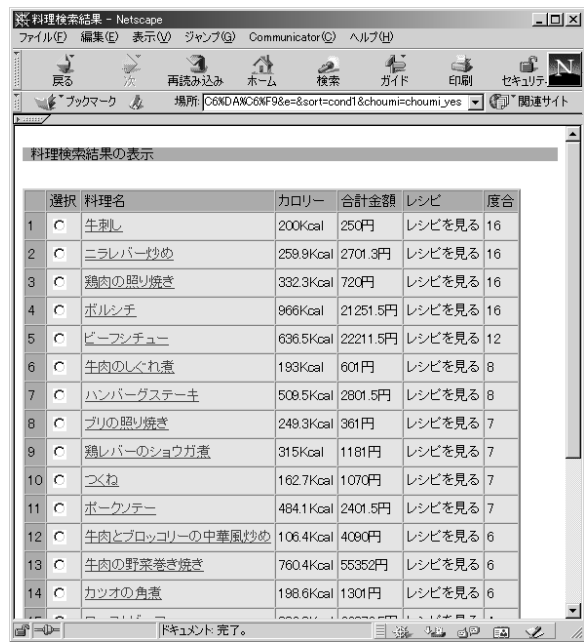 料理検索結果 - Netscape
ファイル(F) 編集(E) 表示(V) ジャンプ(G) Communicator(C) ヘルプ(H)
戻る 次 再読み込み ホーム 検索 ガイド 印刷 セキュリテ
N
ブックマーク 場所: C6%DA%C6%F9&e=&sort=cond1&choumi=choumi_yes 関連サイト
料理検索結果の表示
選択 料理名 カロリー 合計金額 レシピ 度合
1 牛刺し 200Kcal 250円 レシピを見る 16
2 ニラレバー炒め 259.9Kcal 2701.3円 レシピを見る 16
3 鶏肉の照り焼き 332.3Kcal 720円 レシピを見る 16
4 ボルシチ 966Kcal 21251.5円 レシピを見る 16
5 ビーフシチュー 636.5Kcal 22211.5円 レシピを見る 12
6 牛肉のしぐれ煮 193Kcal 601円 レシピを見る 8
7 ハンバーグステーキ 509.5Kcal 2801.5円 レシピを見る 8
8 ブリの照り焼き 249.3Kcal 361円 レシピを見る 7
9 鶏レバーのショウガ煮 315Kcal 1181円 レシピを見る 7
10 つくね 162.7Kcal 1070円 レシピを見る 7
11 ポークソテー 484.1Kcal 2401.5円 レシピを見る 7
12 牛肉とブロッコリーの中華風炒め 106.4Kcal 4090円 レシピを見る 6
13 牛肉の野菜巻き焼き 760.4Kcal 55352円 レシピを見る 6
14 カツオの角煮 198.6Kcal 1301円 レシピを見る 6
ドキュメント: 完了。